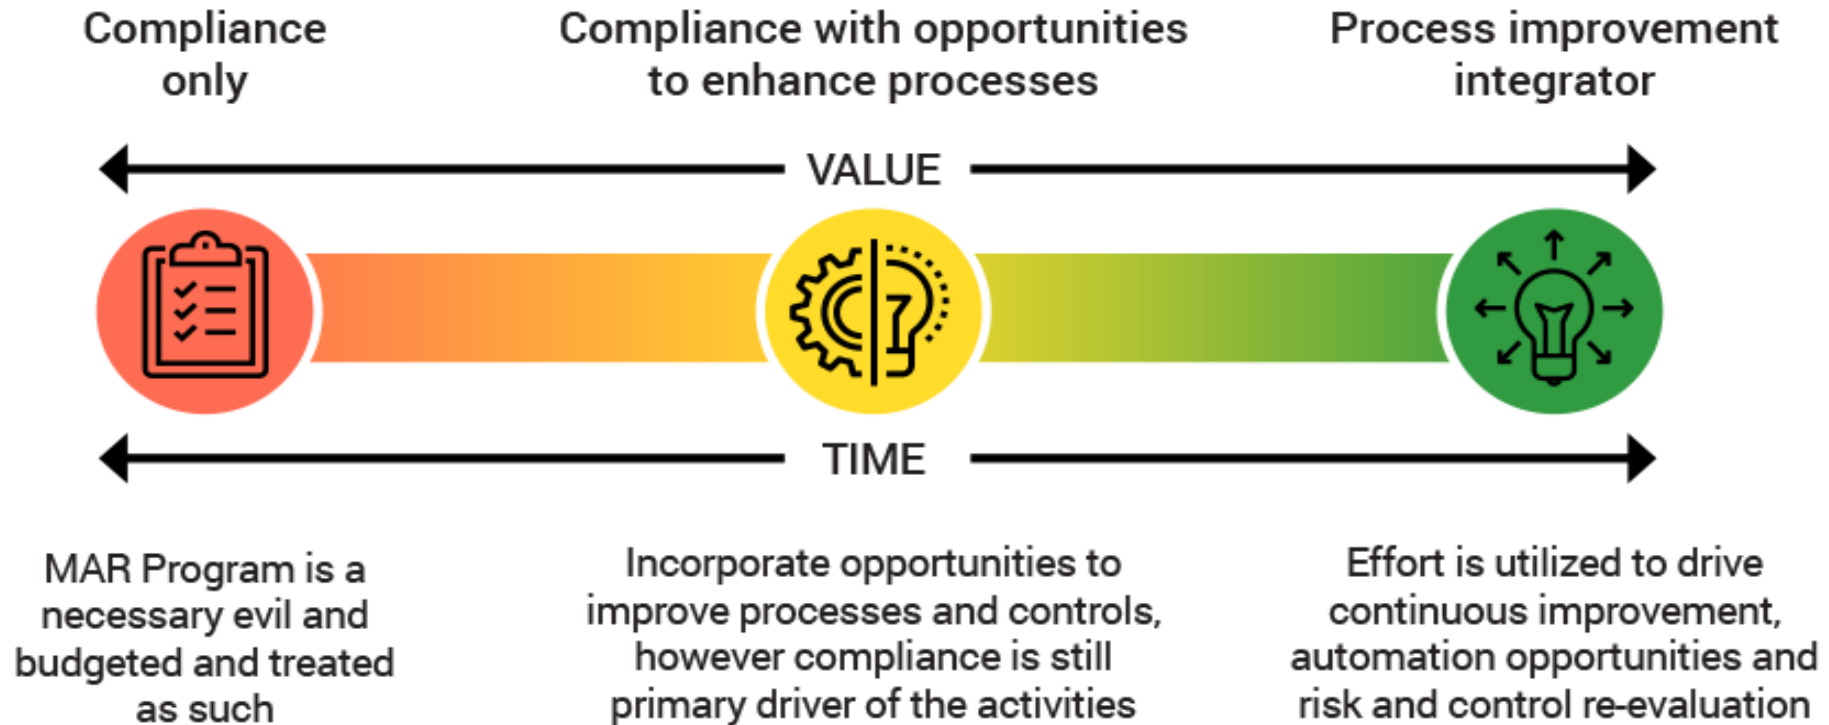 Compliance
only
Compliance with opportunities
to enhance processes
Process improvement
integrator
VALUE
TIME
MAR Program is a
necessary evil and
budgeted and treated
as such
Incorporate opportunities to
improve processes and controls,
however compliance is still
primary driver of the activities
Effort is utilized to drive
continuous improvement,
automation opportunities and
risk and control re-evaluation